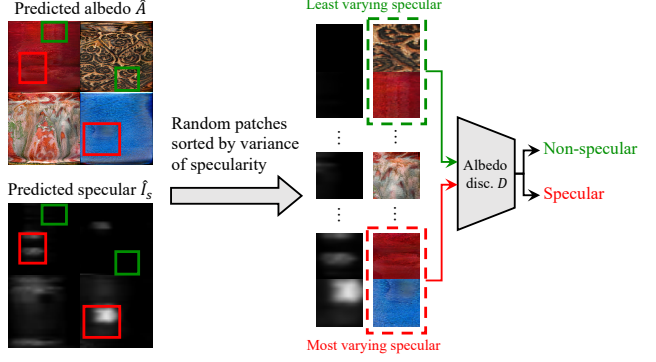 Predicted albedo Â
Least varying specular
Random patches
sorted by variance
of specularity
Predicted specular Î_s
⋮ ⋮
⋮ ⋮
Albedo
disc. D
Non-specular
Specular
Most varying specular